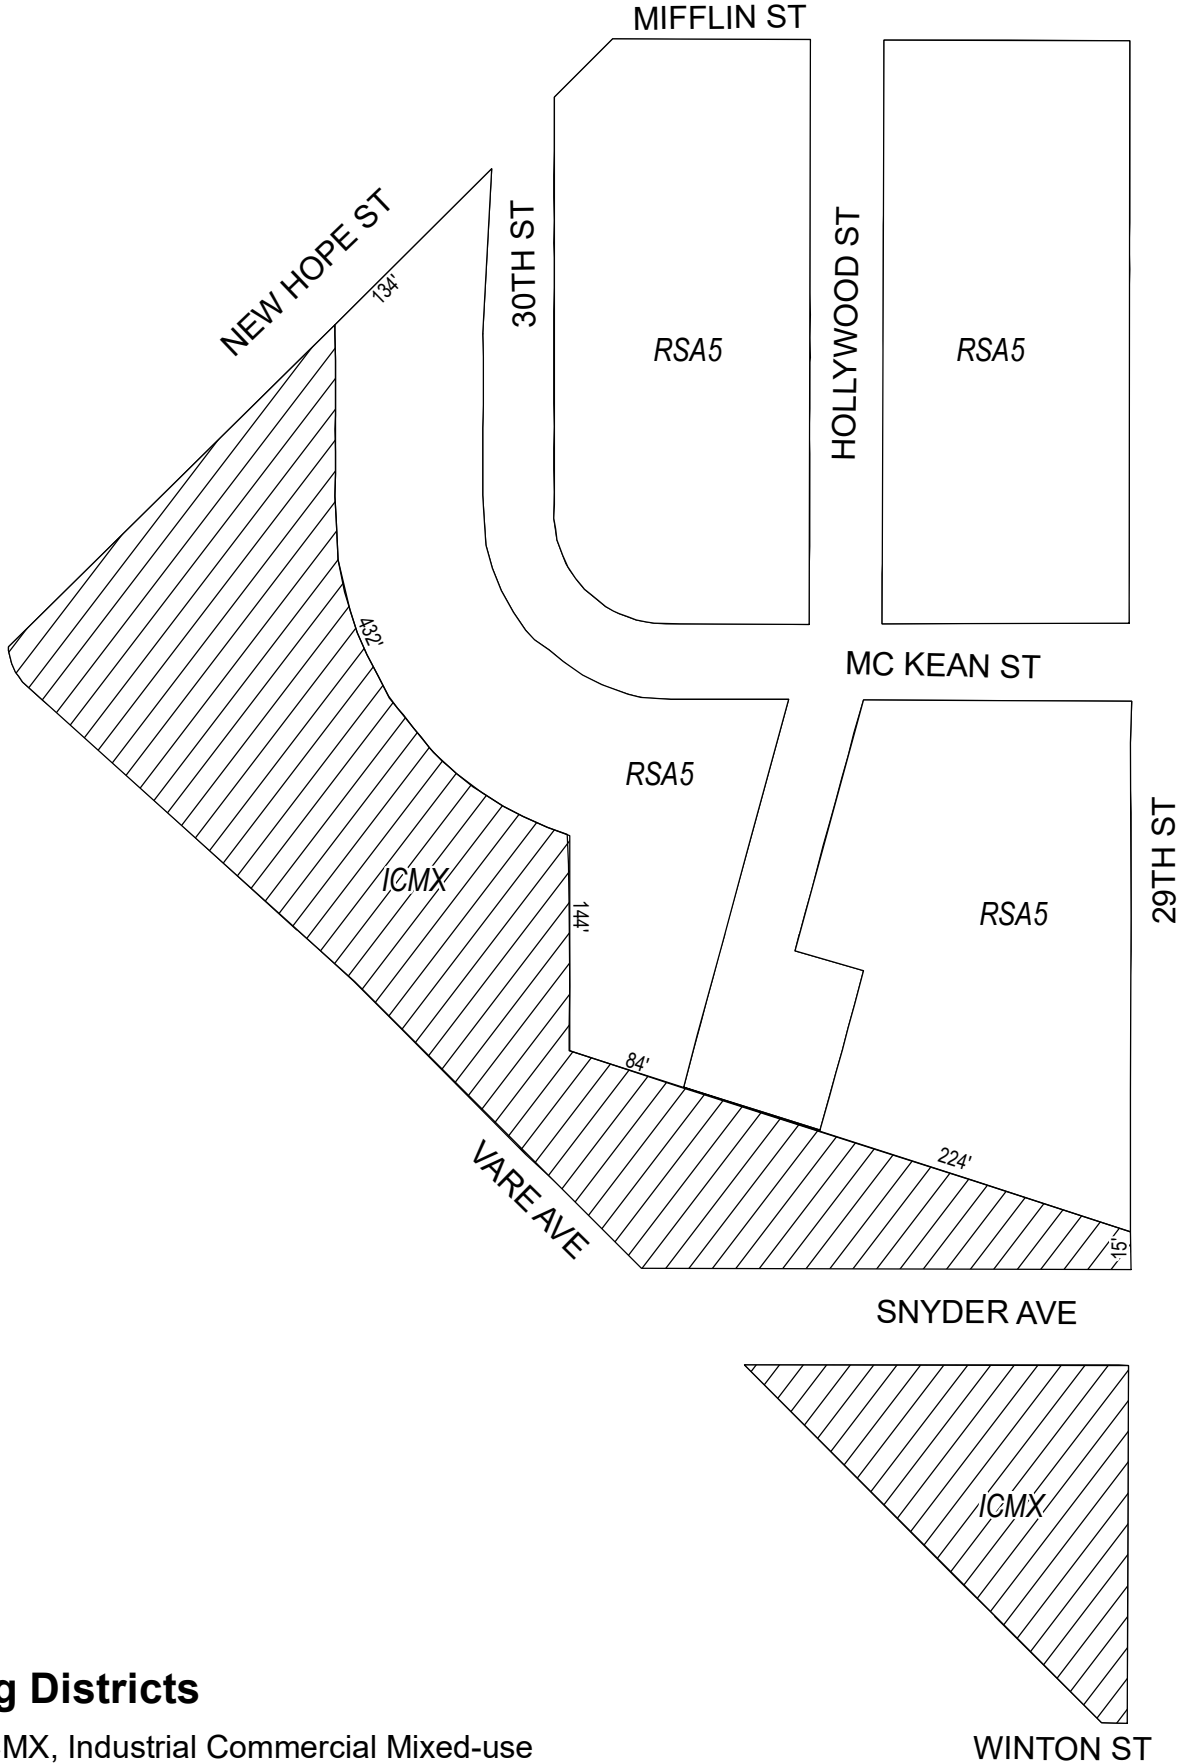 MIFFLIN ST
NEW HOPE ST
134'
30TH ST
HOLLYWOOD ST
RSA5
RSA5
432'
MC KEAN ST
RSA5
ICMX
144'
RSA5
29TH ST
84'
224'
15'
VARE AVE
SNYDER AVE
ICMX
g Districts
MX, Industrial Commercial Mixed-use
WINTON ST